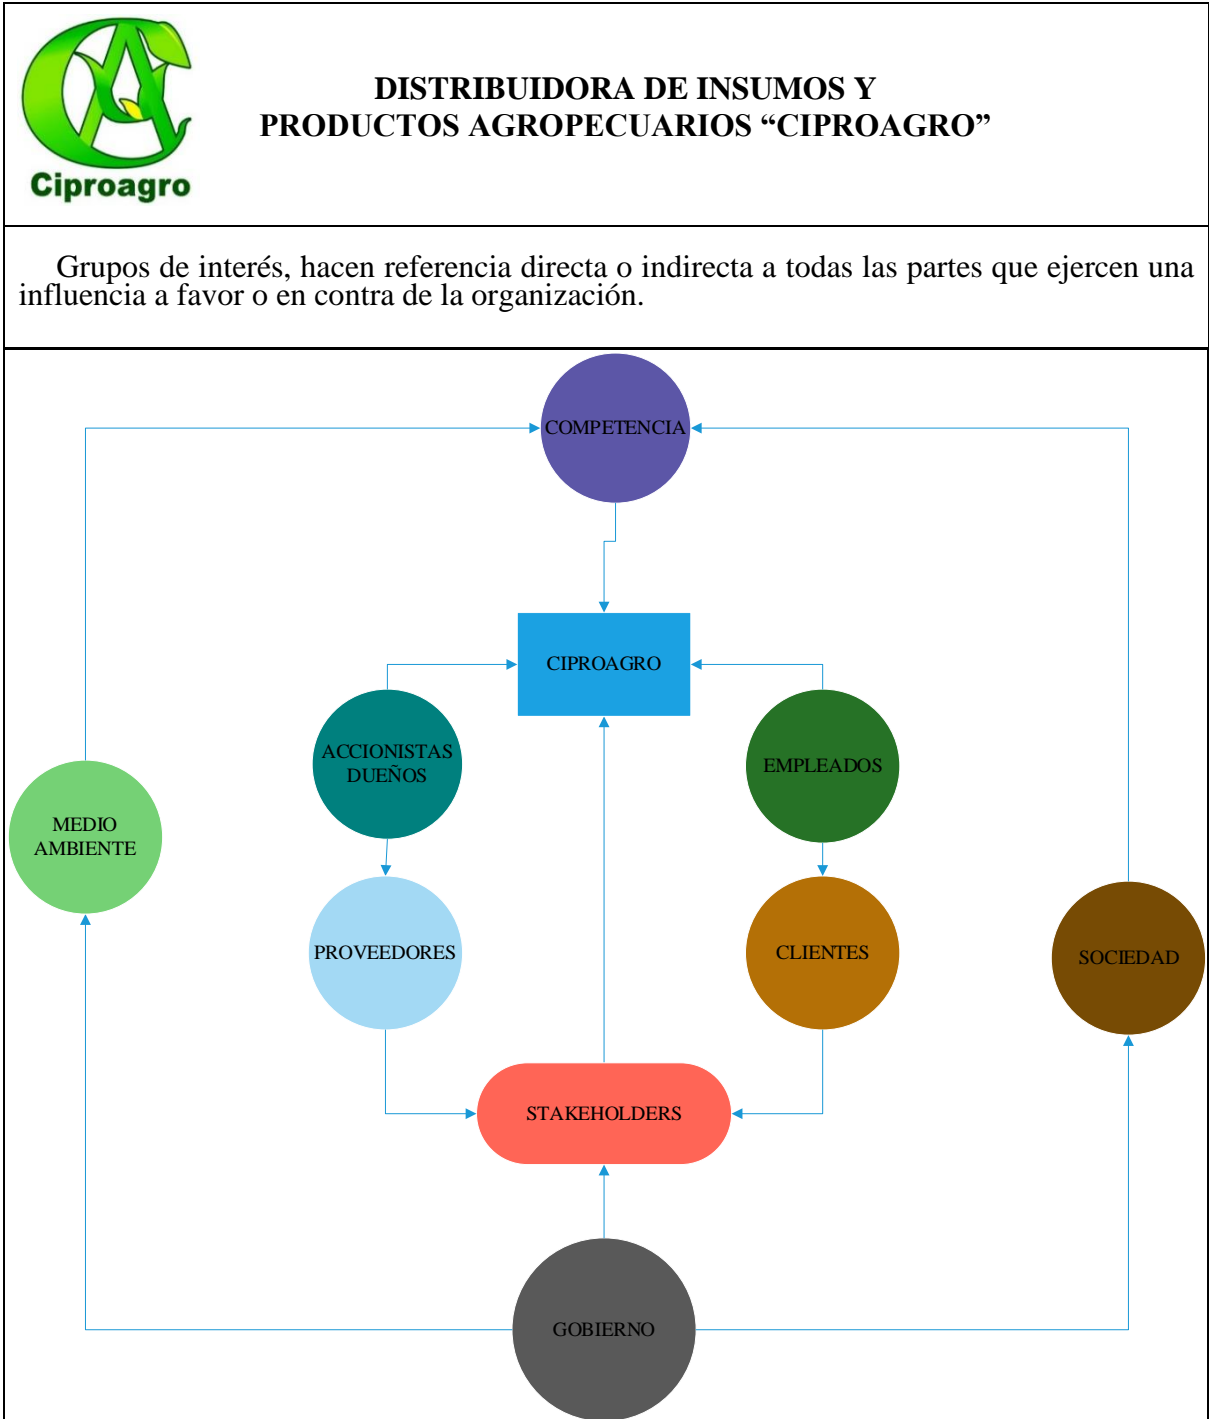 Ciproagro
DISTRIBUIDORA DE INSUMOS Y
PRODUCTOS AGROPECUARIOS “CIPROAGRO”
Grupos de interés, hacen referencia directa o indirecta a todas las partes que ejercen una
influencia a favor o en contra de la organización.
COMPETENCIA
CIPROAGRO
ACCIONISTAS
DUEÑOS
EMPLEADOS
MEDIO
AMBIENTE
PROVEEDORES
CLIENTES
SOCIEDAD
STAKEHOLDERS
GOBIERNO